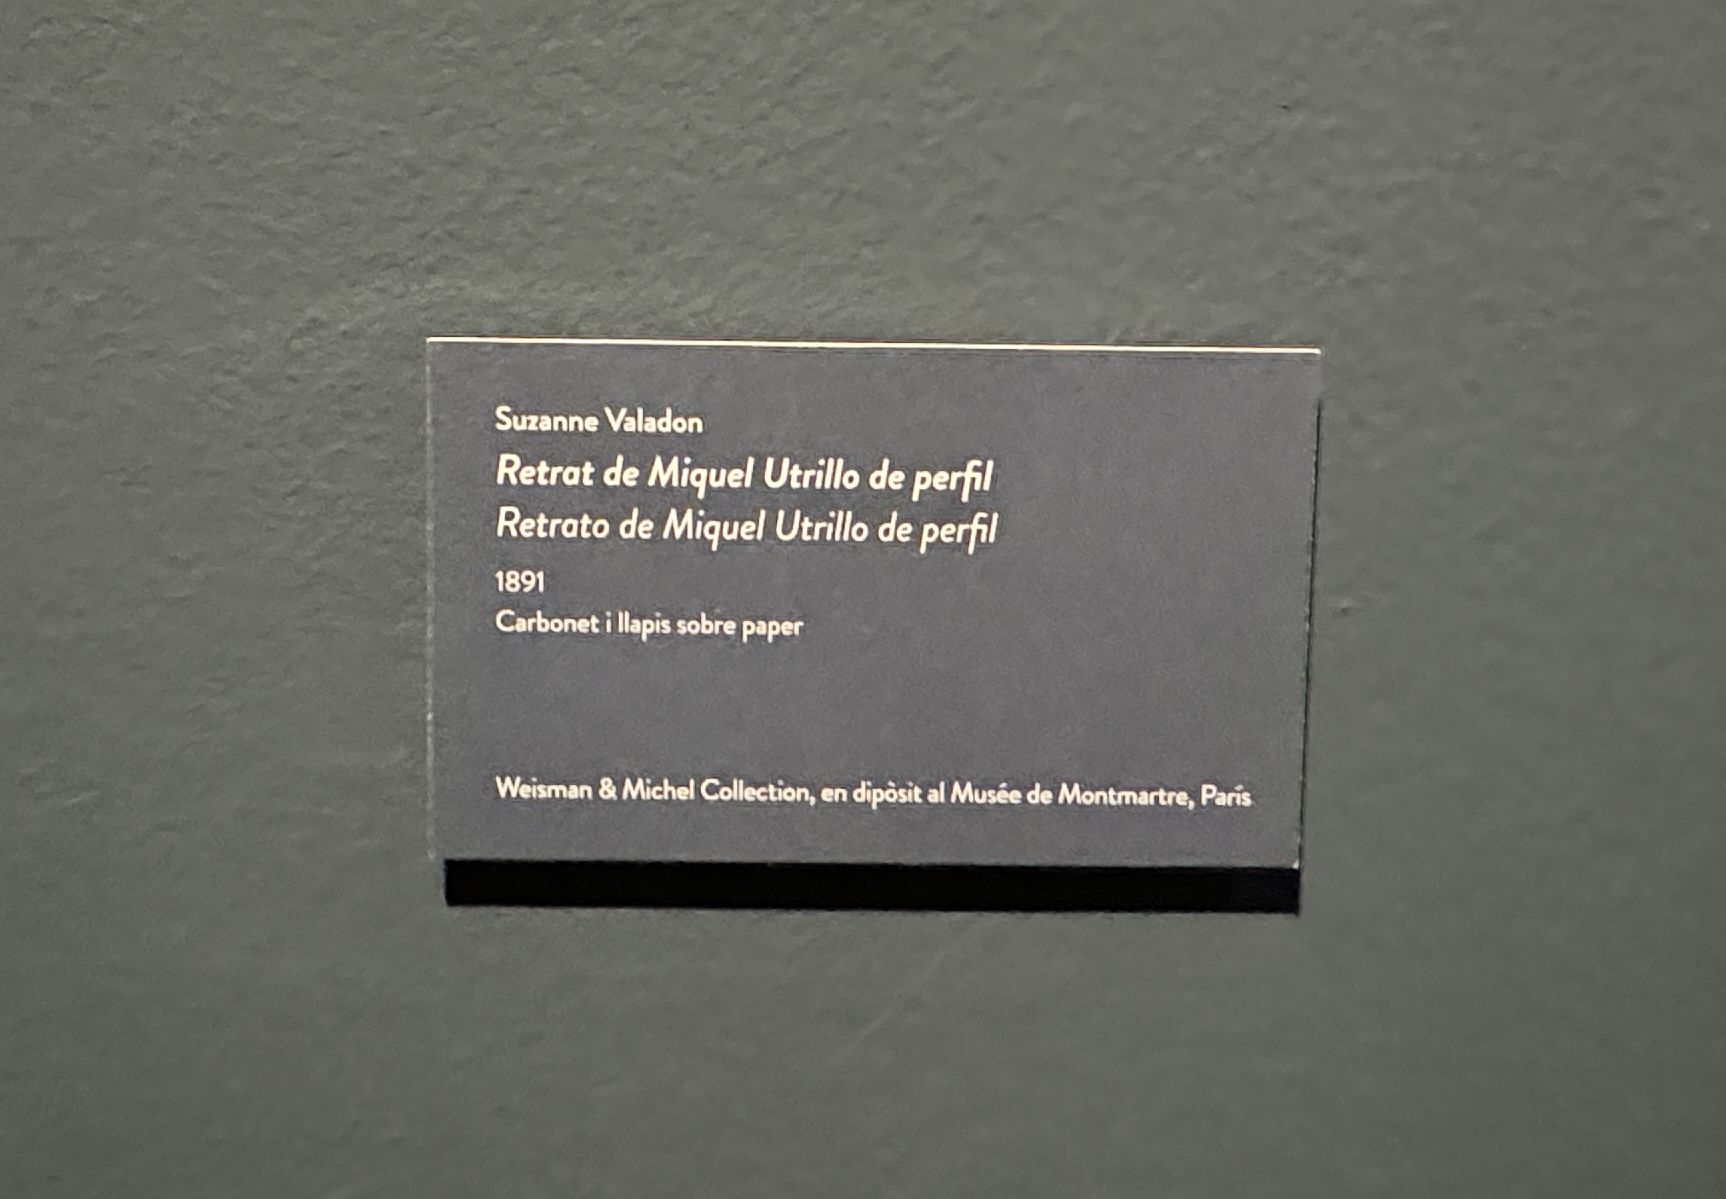 Suzanne Valadon
Retrat de Miquel Utrillo de perfil
Retrato de Miquel Utrillo de perfil
1891
Carbonet i llapis sobre paper
Weisman & Michel Collection, en dipòsit al Musée de Montmartre, París